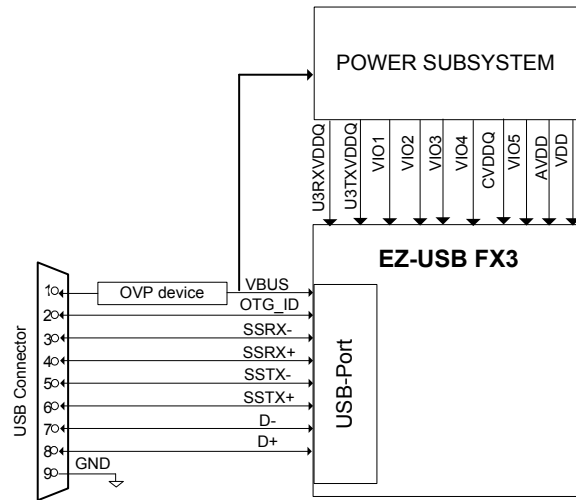 POWER SUBSYSTEM
U3RXVDDQ
U3TXVDDQ
VIO1
VIO2
VIO3
VIO4
CVDDQ
VIO5
AVDD
VDD
EZ-USB FX3
USB Connector
1
OVP device
VBUS
2
OTG_ID
3
SSRX-
4
SSRX+
5
SSTX-
6
SSTX+
7
D-
8
D+
9
GND
USB-Port